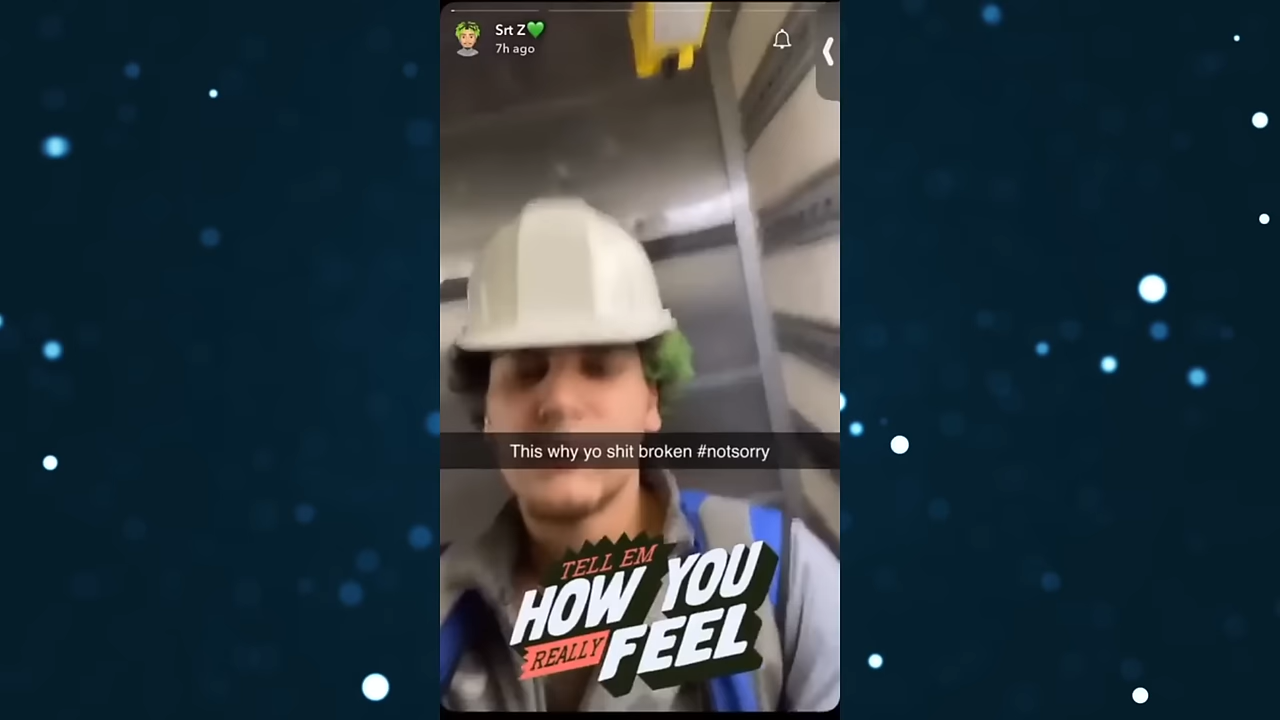 Srt Z💚
7h ago
This why yo shit broken #notsorry
TELL EM
HOW YOU
REALLY FEEL